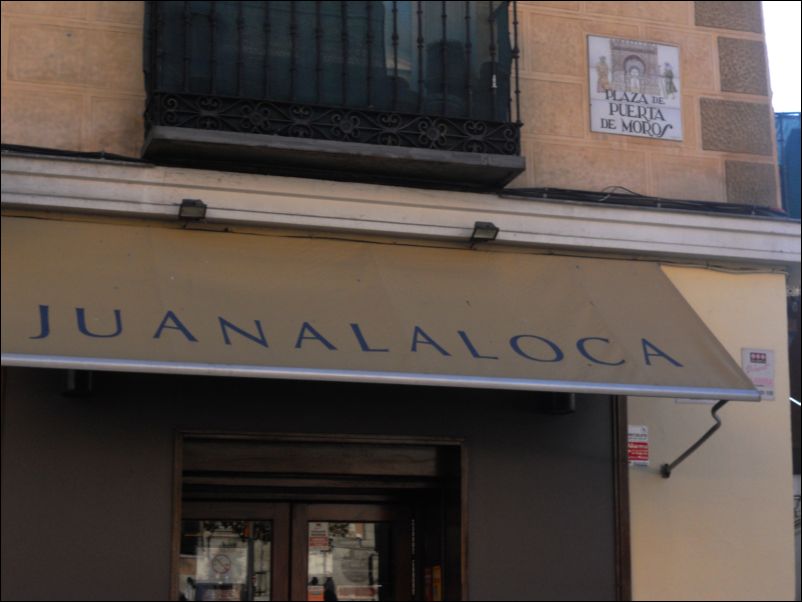 PLAZA DE
PUERTA
DE MOROS
JUANALALOCA